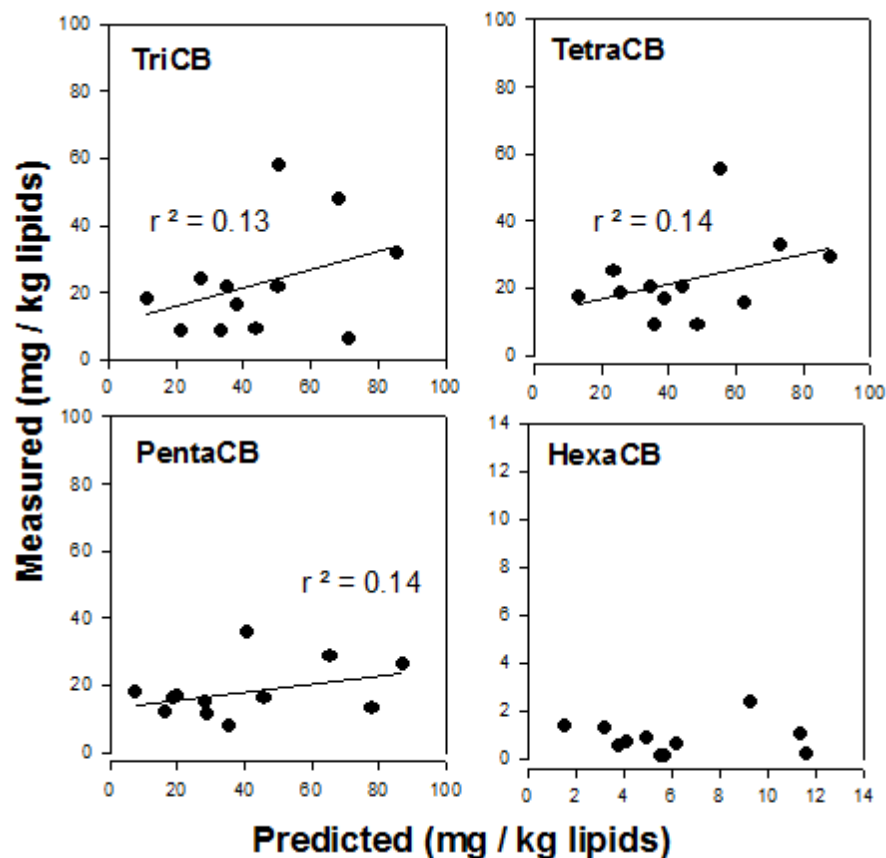 Measured (mg / kg lipids)
TriCB
r ² = 0.13
100
80
60
40
20
0
0 20 40 60 80 100
TetraCB
r ² = 0.14
100
80
60
40
20
0
0 20 40 60 80 100
PentaCB
r ² = 0.14
100
80
60
40
20
0
0 20 40 60 80 100
HexaCB
14
12
10
8
6
4
2
0
0 2 4 6 8 10 12 14
Predicted (mg / kg lipids)